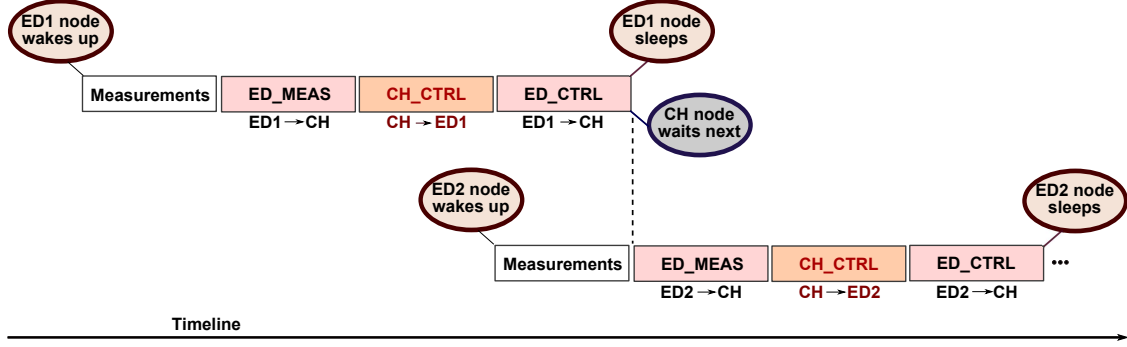 ED1 node
wakes up
ED1 node
sleeps
Measurements
ED_MEAS
CH_CTRL
ED_CTRL
ED1→CH
CH→ED1
ED1→CH
CH node
waits next
ED2 node
wakes up
ED2 node
sleeps
Measurements
ED_MEAS
CH_CTRL
ED_CTRL
•••
ED2→CH
CH→ED2
ED2→CH
Timeline